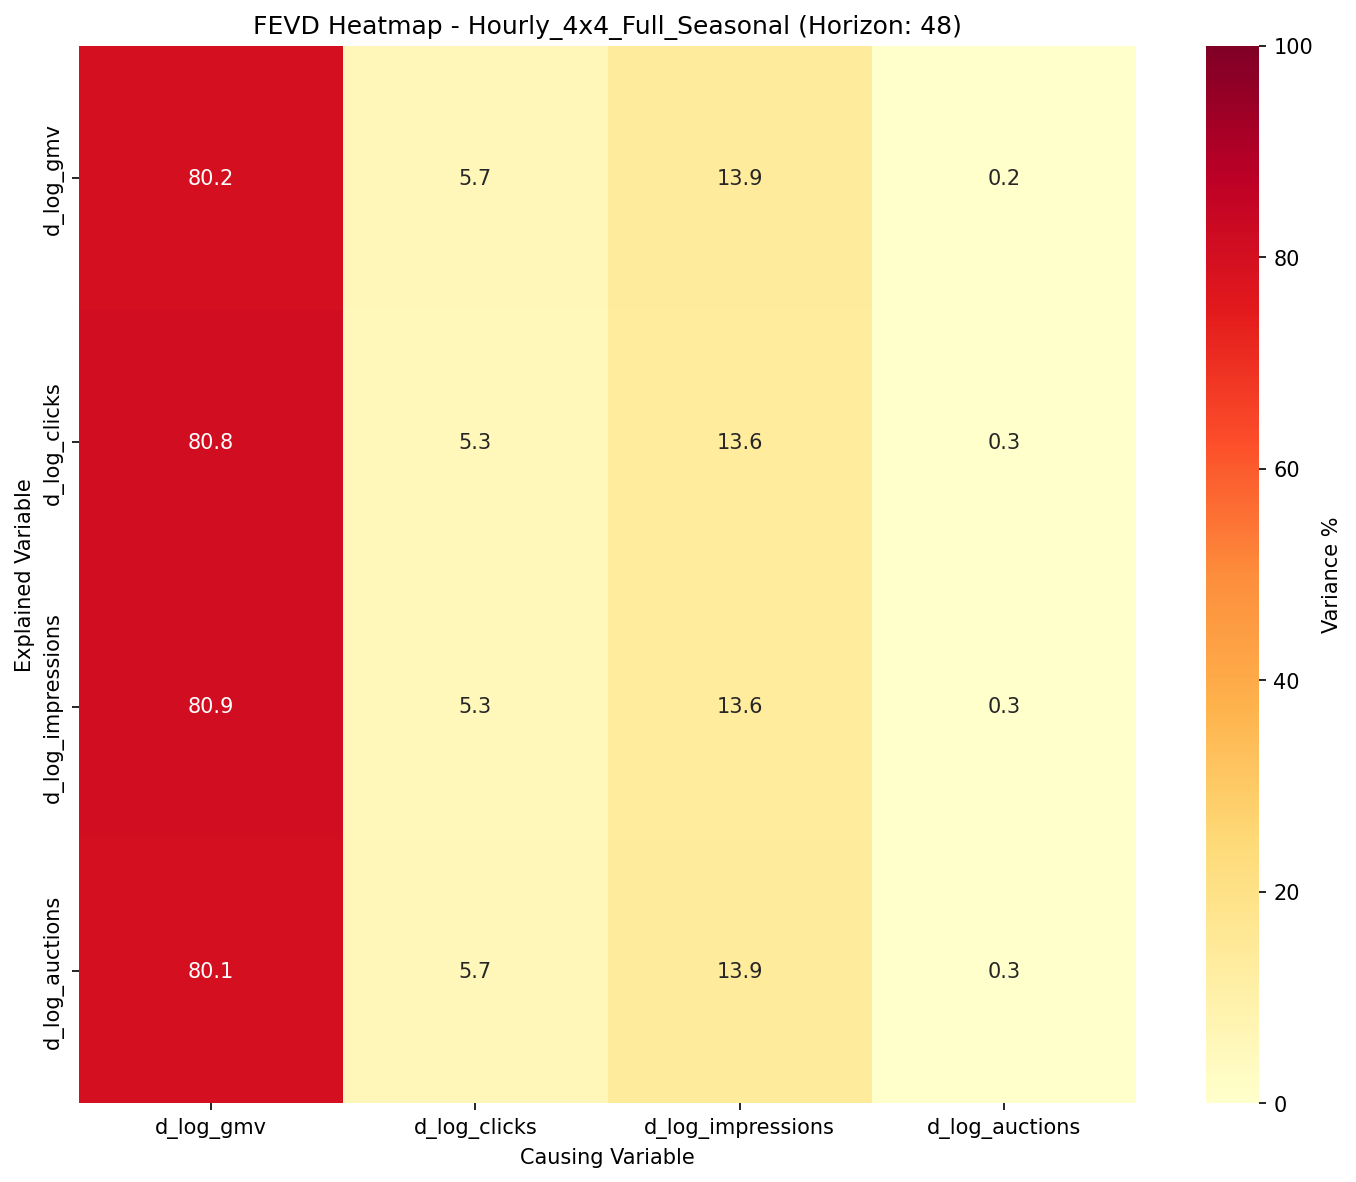 FEVD Heatmap - Hourly_4x4_Full_Seasonal (Horizon: 48)
Explained Variable
d_log_gmv
80.2 5.7 13.9 0.2
d_log_clicks
80.8 5.3 13.6 0.3
d_log_impressions
80.9 5.3 13.6 0.3
d_log_auctions
80.1 5.7 13.9 0.3
d_log_gmv d_log_clicks d_log_impressions d_log_auctions
Causing Variable
100
80
60
40
20
0
Variance %